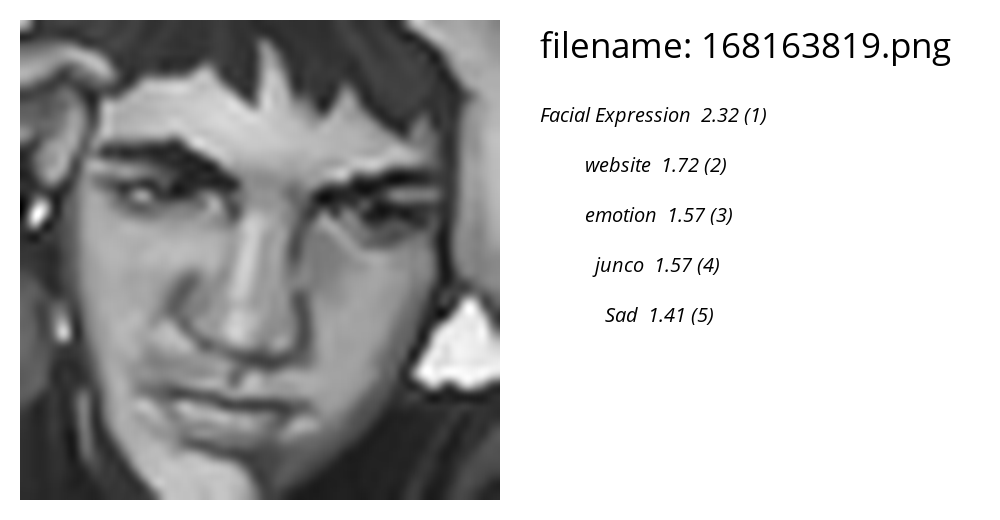 filename: 168163819.png
Facial Expression 2.32 (1)
website 1.72 (2)
emotion 1.57 (3)
junco 1.57 (4)
Sad 1.41 (5)